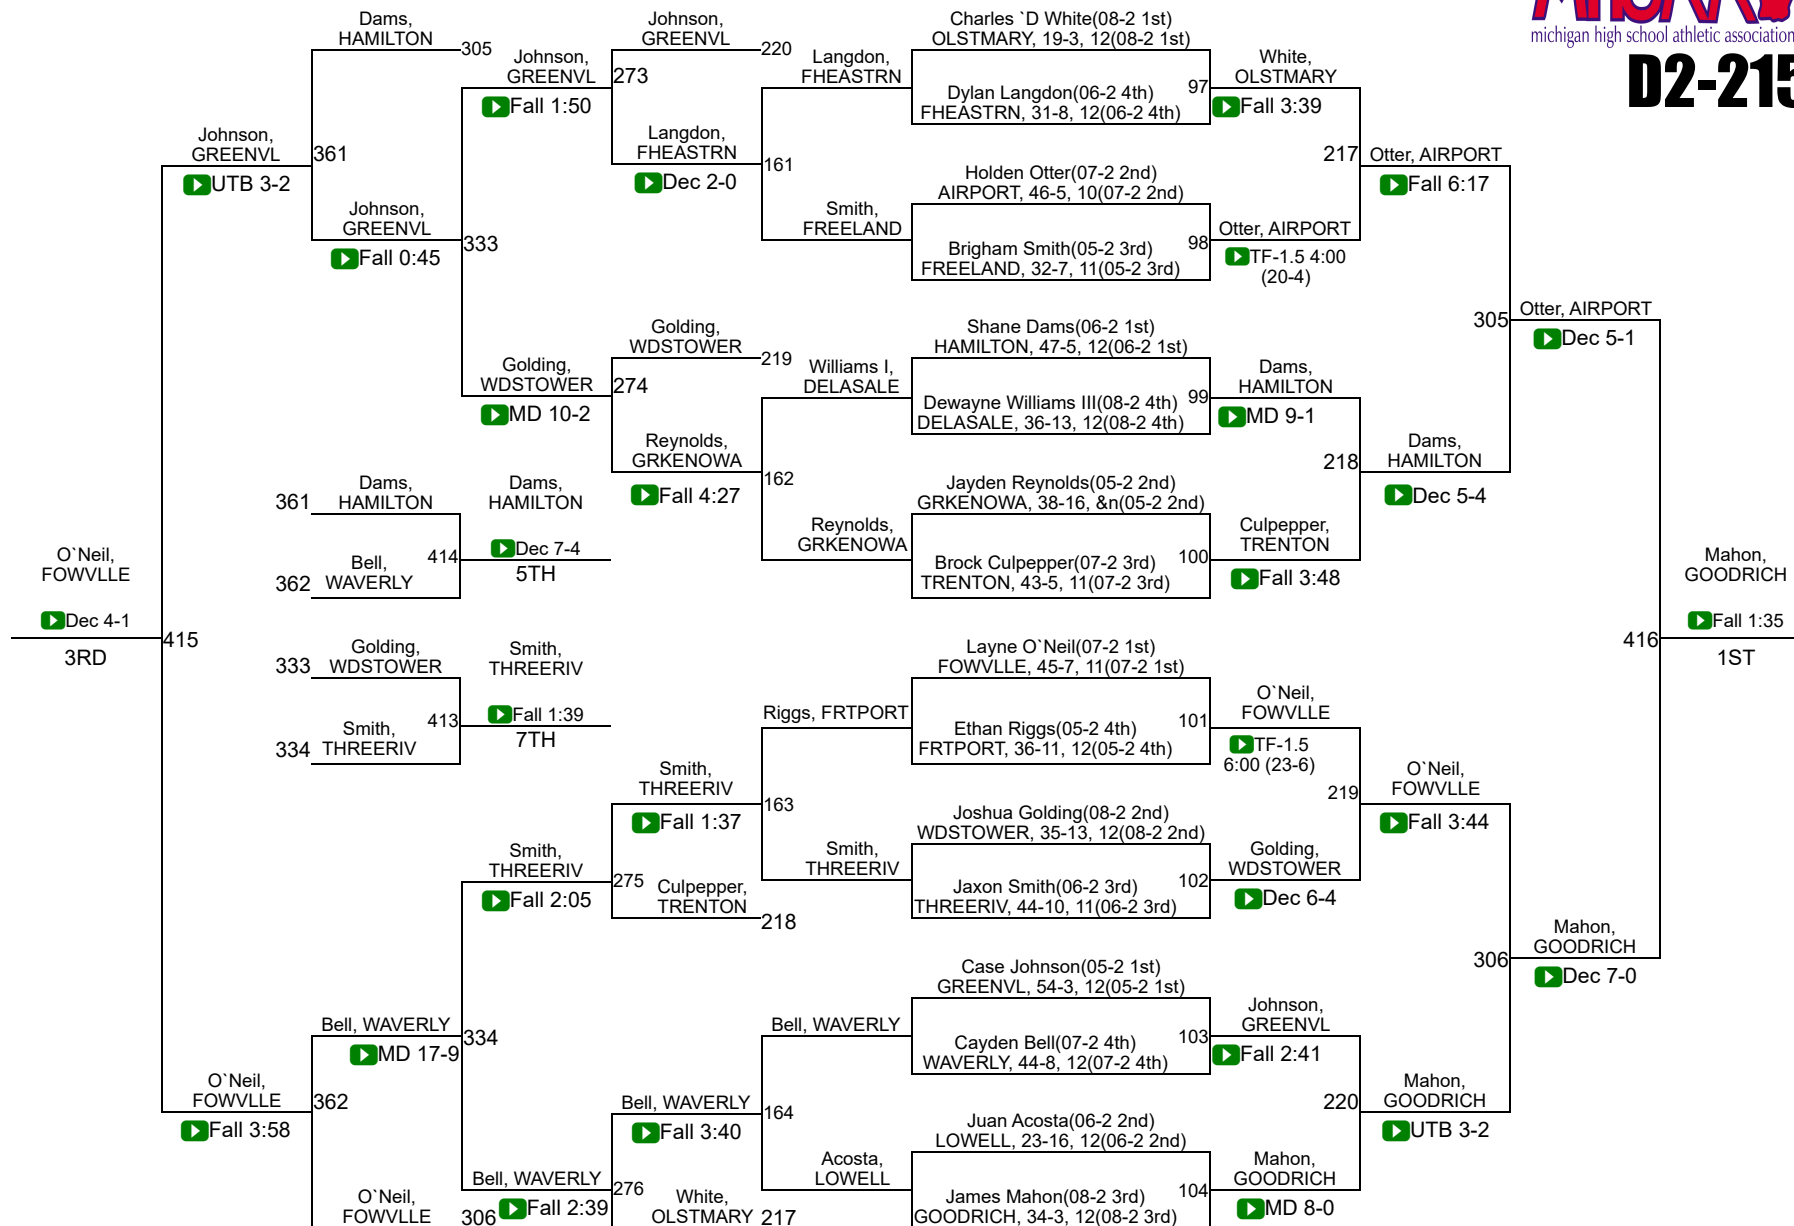 michigan high school athletic association
D2-215
Dams,
HAMILTON
305
Johnson,
GREENVL
Fall 1:50
Johnson,
GREENVL
220
273
Langdon,
FHEASTRN
Dec 2-0
161
Langdon,
FHEASTRN
Smith,
FREELAND
Charles `D White(08-2 1st)
OLSTMARY, 19-3, 12(08-2 1st)
Dylan Langdon(06-2 4th)
FHEASTRN, 31-8, 12(06-2 4th)
97
White,
OLSTMARY
Fall 3:39
Holden Otter(07-2 2nd)
AIRPORT, 46-5, 10(07-2 2nd)
Brigham Smith(05-2 3rd)
FREELAND, 32-7, 11(05-2 3rd)
98
Otter, AIRPORT
TF-1.5 4:00
(20-4)
217
Otter, AIRPORT
Fall 6:17
Johnson,
GREENVL
UTB 3-2
361
Johnson,
GREENVL
Fall 0:45
333
Golding,
WDSTOWER
MD 10-2
Golding,
WDSTOWER
219
274
Reynolds,
GRKENOWA
Fall 4:27
162
Williams I,
DELASALE
Reynolds,
GRKENOWA
Shane Dams(06-2 1st)
HAMILTON, 47-5, 12(06-2 1st)
Dewayne Williams III(08-2 4th)
DELASALE, 36-13, 12(08-2 4th)
99
Dams,
HAMILTON
MD 9-1
Jayden Reynolds(05-2 2nd)
GRKENOWA, 38-16, &n(05-2 2nd)
Brock Culpepper(07-2 3rd)
TRENTON, 43-5, 11(07-2 3rd)
100
Culpepper,
TRENTON
Fall 3:48
218
Dams,
HAMILTON
Dec 5-4
305
Otter, AIRPORT
Dec 5-1
361
Dams,
HAMILTON
362
Bell,
WAVERLY
414
Dams,
HAMILTON
Dec 7-4
5TH
O`Neil,
FOWVLLE
Dec 4-1
3RD
415
333
Golding,
WDSTOWER
334
Smith,
THREERIV
413
Smith,
THREERIV
Fall 1:39
7TH
Mahon,
GOODRICH
Fall 1:35
1ST
416
Layne O`Neil(07-2 1st)
FOWVLLE, 45-7, 11(07-2 1st)
Ethan Riggs(05-2 4th)
FRTPORT, 36-11, 12(05-2 4th)
101
O`Neil,
FOWVLLE
TF-1.5
6:00 (23-6)
Riggs, FRTPORT
Smith,
THREERIV
163
Smith,
THREERIV
Fall 1:37
Joshua Golding(08-2 2nd)
WDSTOWER, 35-13, 12(08-2 2nd)
Jaxon Smith(06-2 3rd)
THREERIV, 44-10, 11(06-2 3rd)
102
Golding,
WDSTOWER
Dec 6-4
219
O`Neil,
FOWVLLE
Fall 3:44
Smith,
THREERIV
Fall 2:05
275
Culpepper,
TRENTON
218
Case Johnson(05-2 1st)
GREENVL, 54-3, 12(05-2 1st)
Cayden Bell(07-2 4th)
WAVERLY, 44-8, 12(07-2 4th)
103
Johnson,
GREENVL
Fall 2:41
306
Mahon,
GOODRICH
Dec 7-0
Bell, WAVERLY
MD 17-9
334
Bell, WAVERLY
Acosta,
LOWELL
164
Bell, WAVERLY
Fall 3:40
O`Neil,
FOWVLLE
Fall 3:58
362
Juan Acosta(06-2 2nd)
LOWELL, 23-16, 12(06-2 2nd)
James Mahon(08-2 3rd)
GOODRICH, 34-3, 12(08-2 3rd)
104
Mahon,
GOODRICH
MD 8-0
220
Mahon,
GOODRICH
UTB 3-2
O`Neil,
FOWVLLE
306
Bell, WAVERLY
Fall 2:39
276
White,
OLSTMARY
217